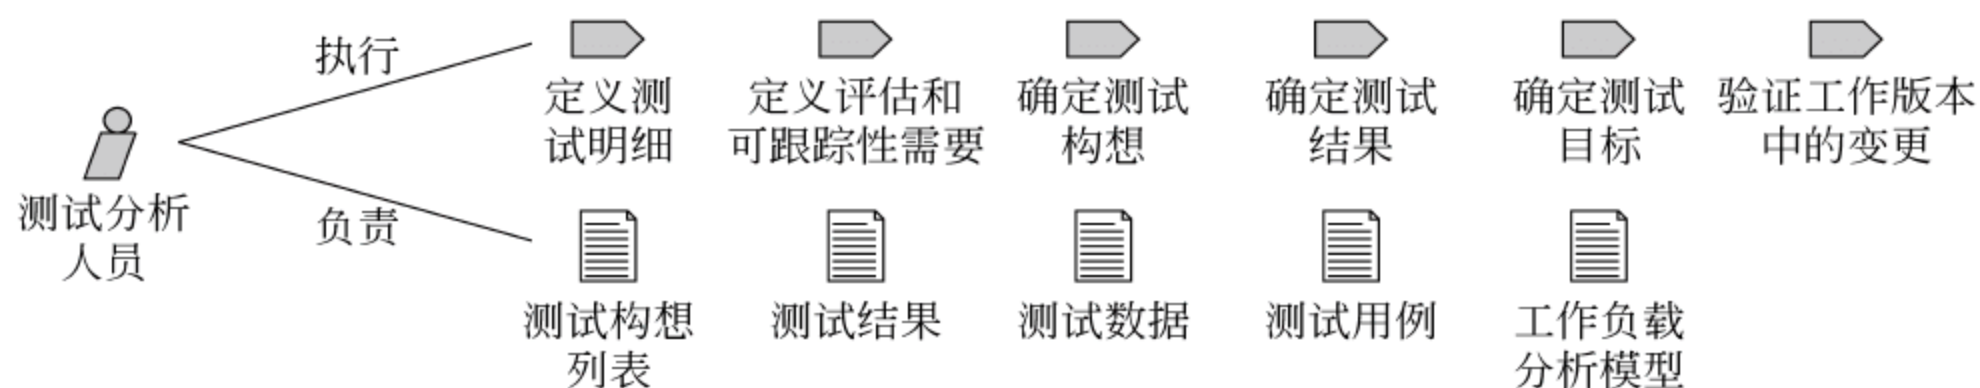 执行
定义测
试明细
定义评估和
可跟踪性需要
确定测试
构想
确定测试
结果
确定测试
目标
验证工作版本
中的变更
测试分析
人员
负责
测试构想
列表
测试结果
测试数据
测试用例
工作负载
分析模型